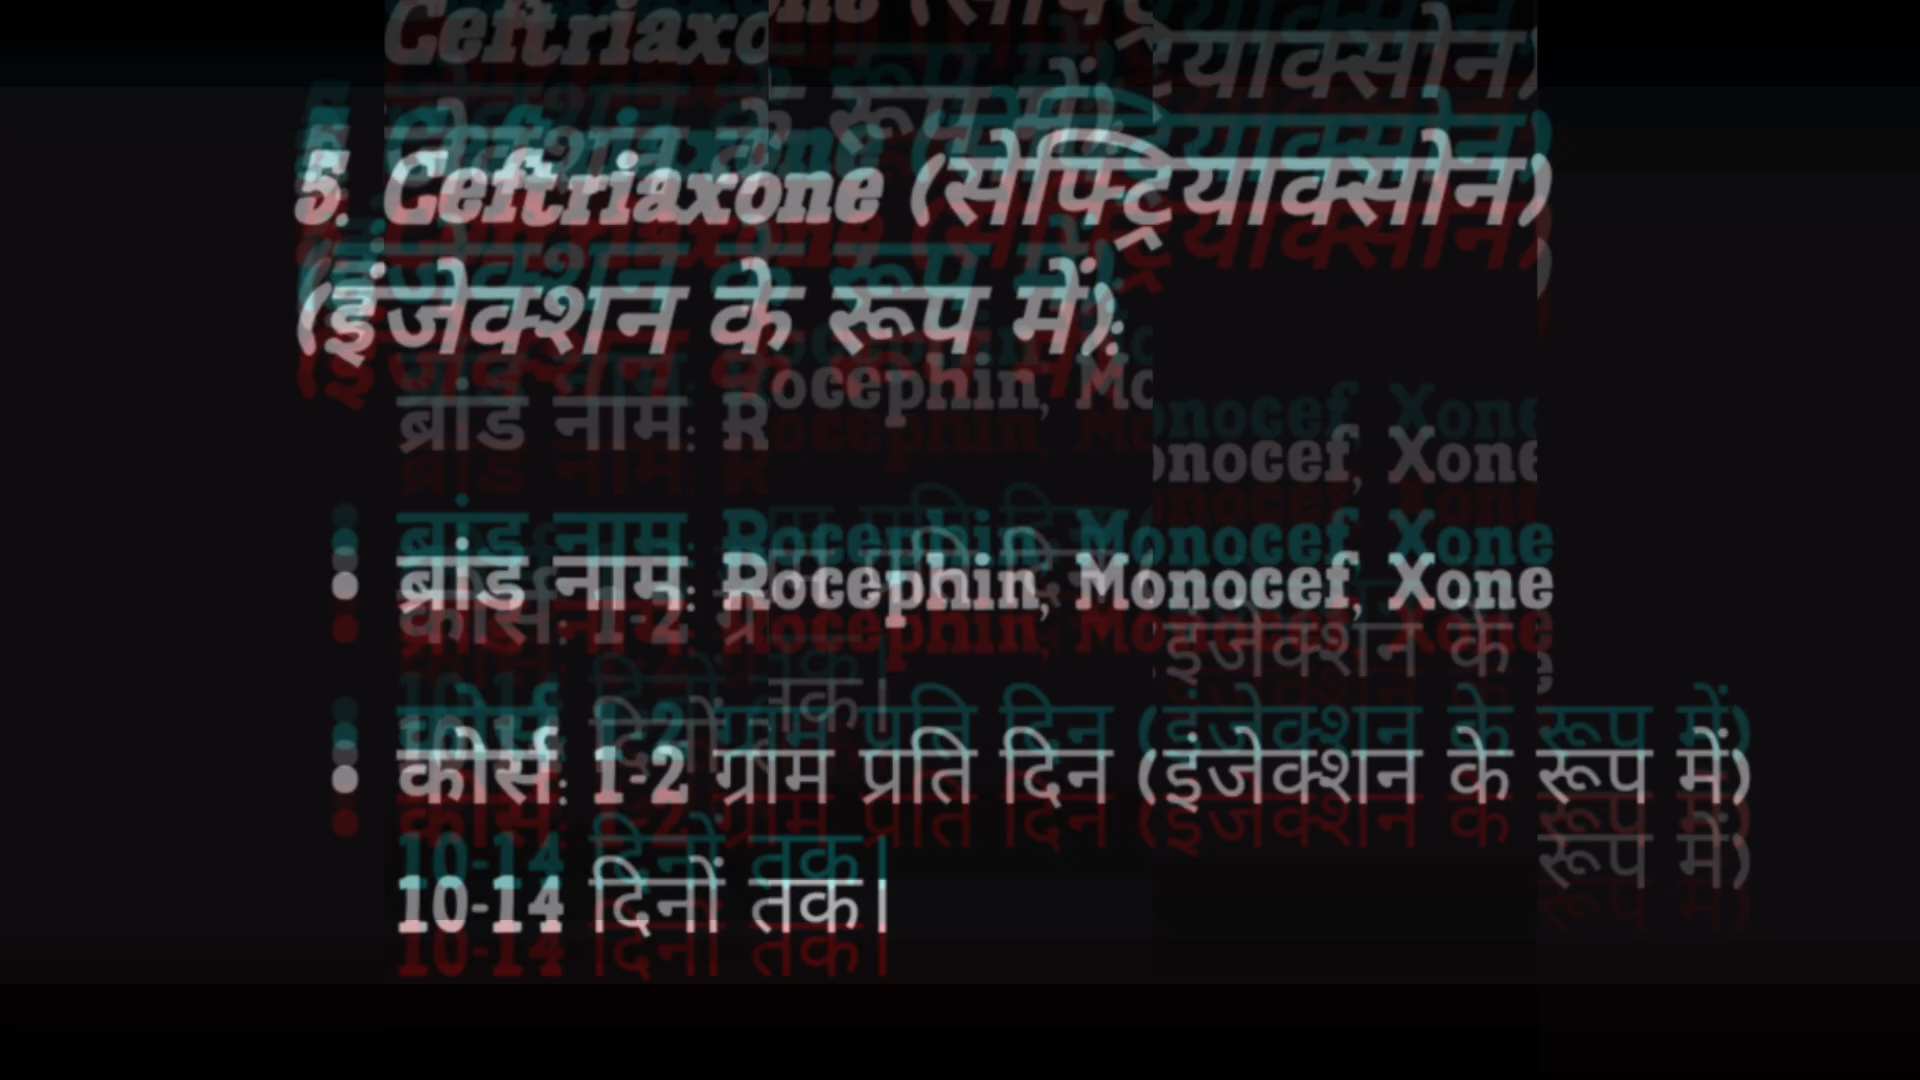 5. Ceftriaxone (सेफ्ट्रियाक्सोन)
(इंजेक्शन के रूप में):
• ब्रांड नाम: Rocephin, Monocef, Xone
• कोर्स: 1-2 ग्राम प्रति दिन (इंजेक्शन के रूप में)
10-14 दिनों तक।